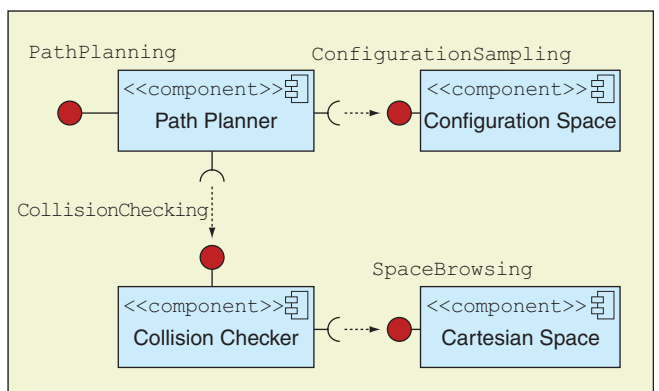 PathPlanning
ConfigurationSampling
<<component>>
Path Planner
<<component>>
Configuration Space
CollisionChecking
SpaceBrowsing
<<component>>
Collision Checker
<<component>>
Cartesian Space